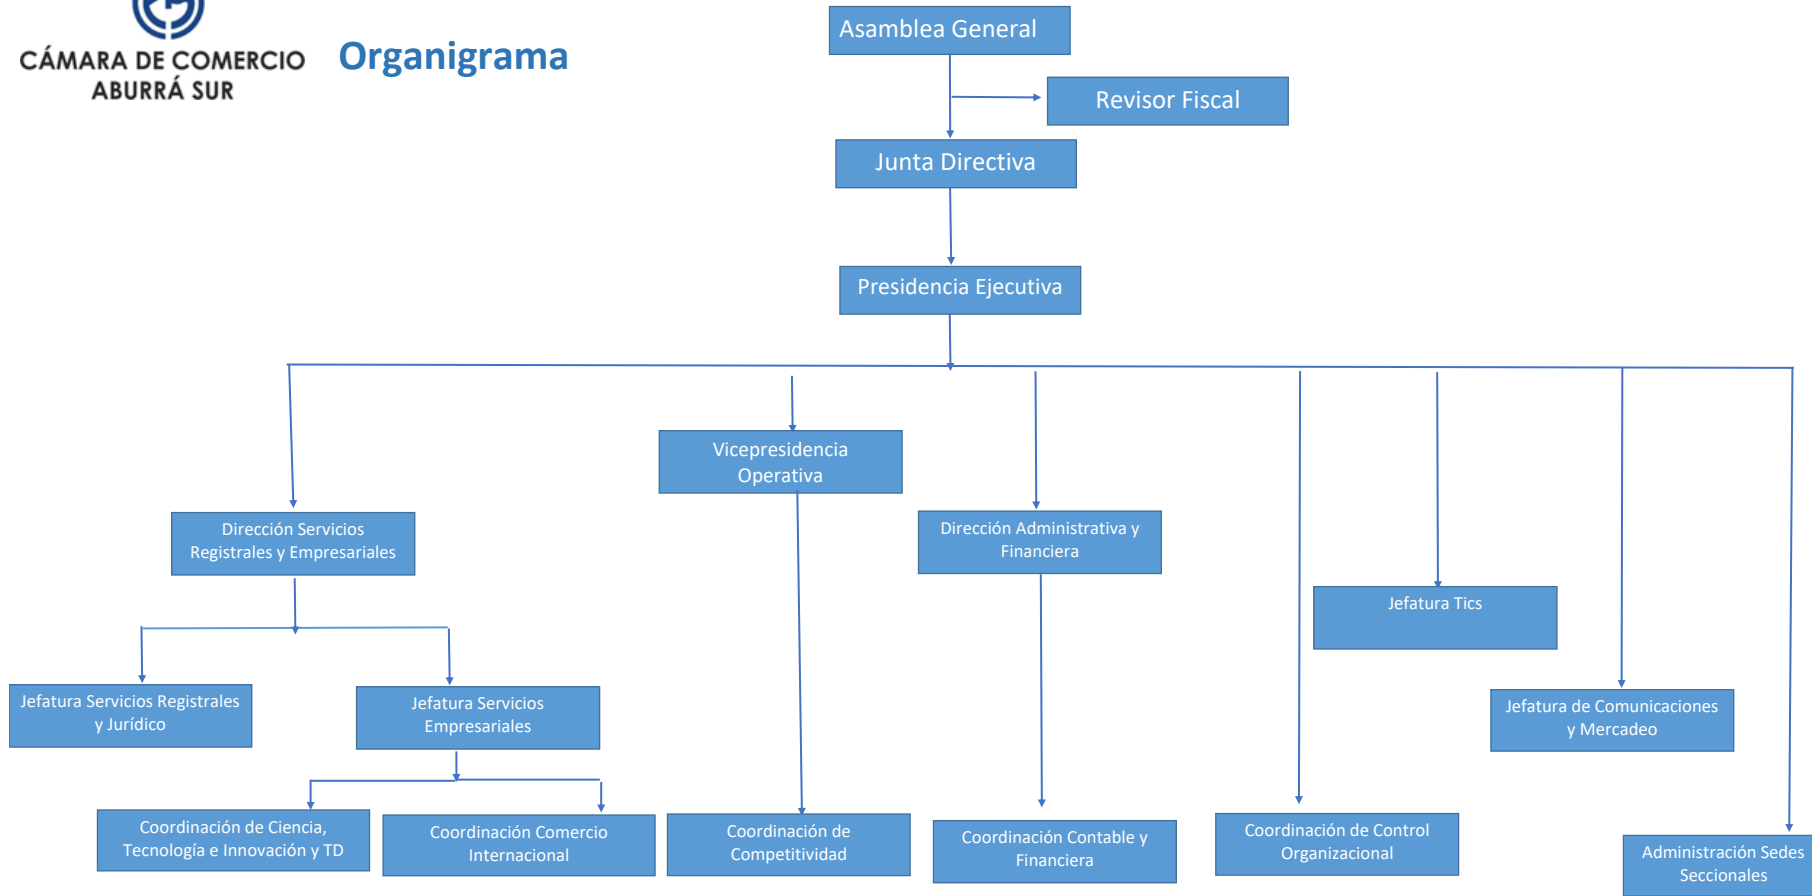 CÁMARA DE COMERCIO
ABURRÁ SUR
Organigrama
Asamblea General
Revisor Fiscal
Junta Directiva
Presidencia Ejecutiva
Vicepresidencia
Operativa
Dirección Servicios
Registrales y Empresariales
Dirección Administrativa y
Financiera
Jefatura Tics
Jefatura Servicios Registrales
y Jurídico
Jefatura Servicios
Empresariales
Jefatura de Comunicaciones
y Mercadeo
Coordinación de Ciencia,
Tecnología e Innovación y TD
Coordinación Comercio
Internacional
Coordinación de
Competitividad
Coordinación Contable y
Financiera
Coordinación de Control
Organizacional
Administración Sedes
Seccionales